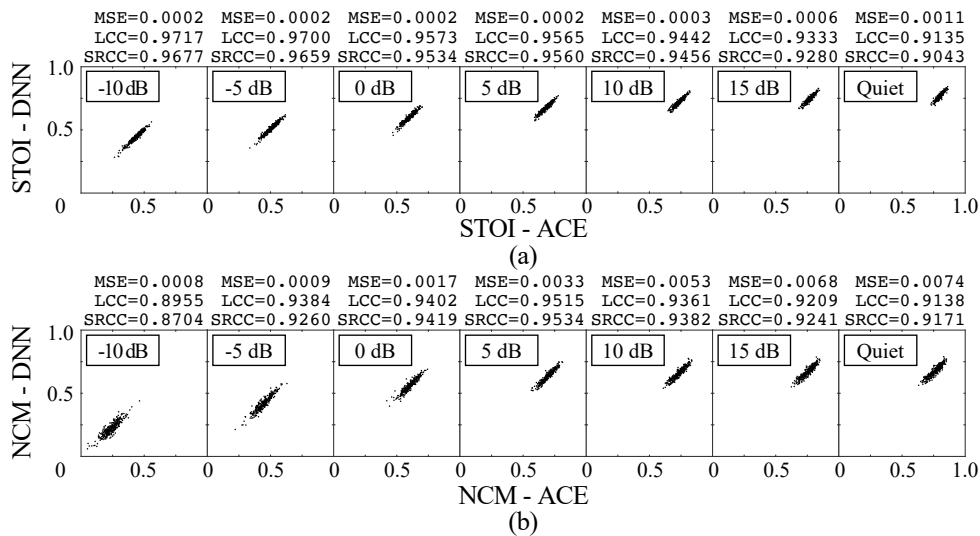 MSE=0.0002 MSE=0.0002 MSE=0.0002 MSE=0.0002 MSE=0.0003 MSE=0.0006 MSE=0.0011
LCC=0.9717 LCC=0.9700 LCC=0.9573 LCC=0.9565 LCC=0.9442 LCC=0.9333 LCC=0.9135
SRCC=0.9677 SRCC=0.9659 SRCC=0.9534 SRCC=0.9560 SRCC=0.9456 SRCC=0.9280 SRCC=0.9043
1.0
-10 dB -5 dB 0 dB 5 dB 10 dB 15 dB Quiet
STOI - DNN
0.5
0 0.5 0 0.5 0 0.5 0 0.5 0 0.5 0 0.5 0 0.5 1.0
STOI - ACE
(a)
MSE=0.0008 MSE=0.0009 MSE=0.0017 MSE=0.0033 MSE=0.0053 MSE=0.0068 MSE=0.0074
LCC=0.8955 LCC=0.9384 LCC=0.9402 LCC=0.9515 LCC=0.9361 LCC=0.9209 LCC=0.9138
SRCC=0.8704 SRCC=0.9260 SRCC=0.9419 SRCC=0.9534 SRCC=0.9382 SRCC=0.9241 SRCC=0.9171
1.0
-10 dB -5 dB 0 dB 5 dB 10 dB 15 dB Quiet
NCM - DNN
0.5
0 0.5 0 0.5 0 0.5 0 0.5 0 0.5 0 0.5 0 0.5 1.0
NCM - ACE
(b)